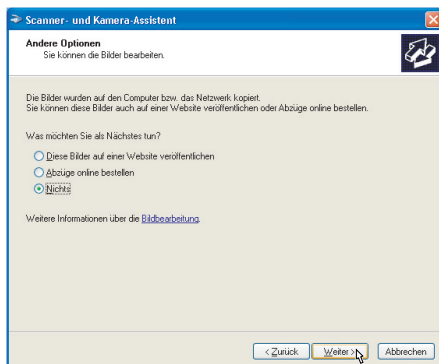 Scanner- und Kamera-Assistent
Andere Optionen
Sie können die Bilder bearbeiten.
Die Bilder wurden auf den Computer bzw. das Netzwerk kopiert.
Sie können diese Bilder auch auf einer Website veröffentlichen oder Abzüge online bestellen.
Was möchten Sie als Nächstes tun?
Diese Bilder auf einer Website veröffentlichen
Abzüge online bestellen
Nichts
Weitere Informationen über die Bildbearbeitung.
< Zurück Weiter > Abbrechen